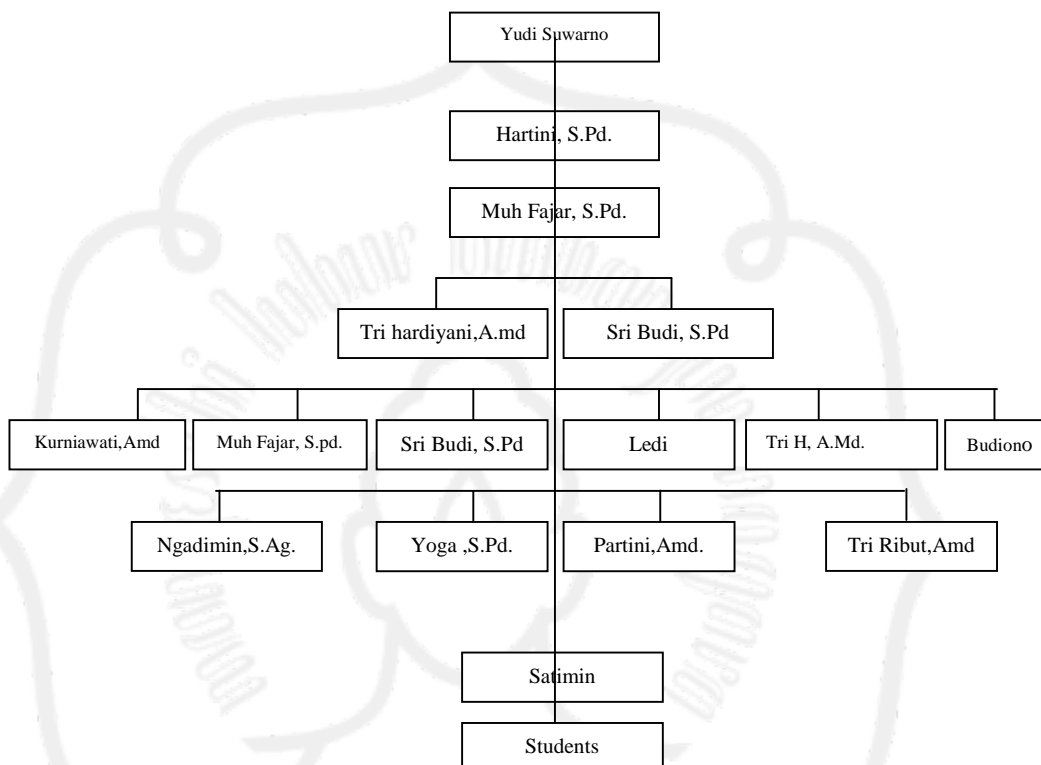 Yudi Suwarno
Hartini, S.Pd.
Muh Fajar, S.Pd.
Tri hardiyani,A.md
Sri Budi, S.Pd
Kurniawati,Amd
Muh Fajar, S.pd.
Sri Budi, S.Pd
Ledi
Tri H, A.Md.
Budiono
Ngadimin,S.Ag.
Yoga ,S.Pd.
Partini,Amd.
Tri Ribut,Amd
Satimin
Students